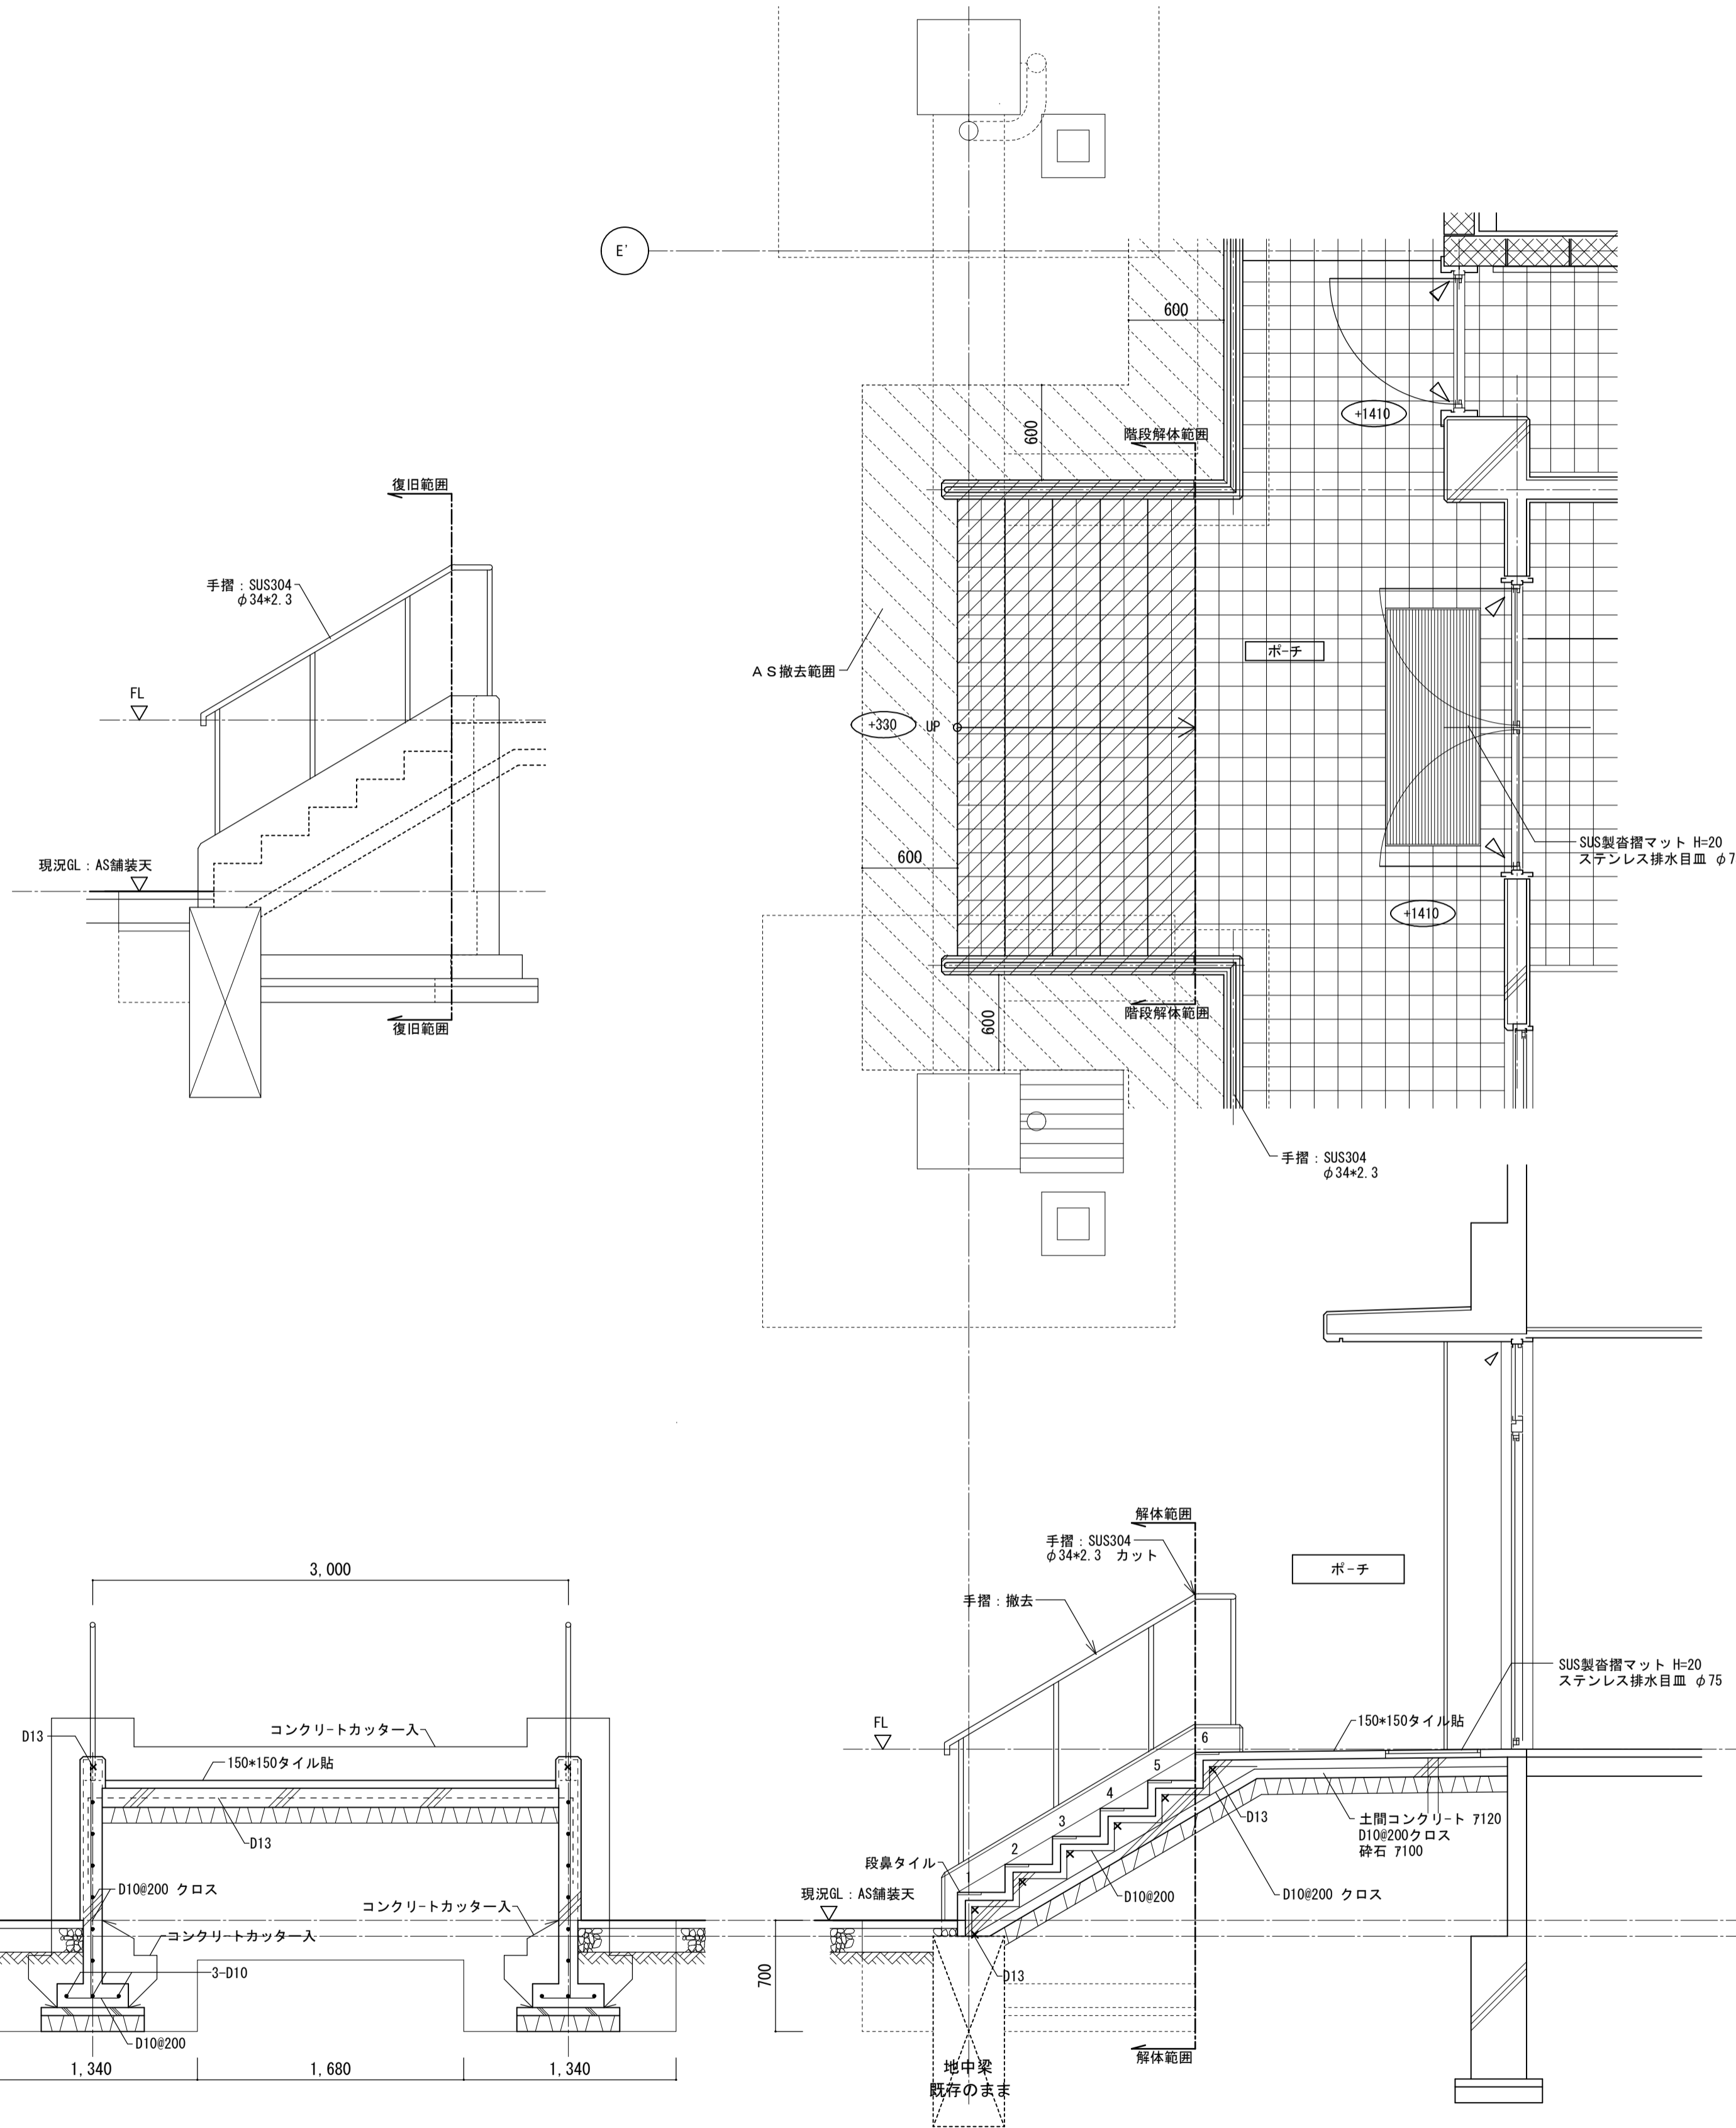 E'
600
+1410
600
階段解体範囲
復旧範囲
手摺：SUS304
φ34*2.3
ＡＳ撤去範囲
ポ－チ
FL
+330
UP
SUS製沓摺マット H=20
ステンレス排水目皿 φ7
現況GL：AS舗装天
600
+1410
階段解体範囲
600
復旧範囲
手摺：SUS304
φ34*2.3
解体範囲
手摺：SUS304
φ34*2.3 カット
ポ－チ
3,000
手摺：撤去
SUS製沓摺マット H=20
ステンレス排水目皿 φ75
FL
150*150タイル貼
コンクリ－トカッター入
D13
150*150タイル貼
6
5
4
3
2
1
D13
土間コンクリ－ト ｱ120
D10@200クロス
砕石 ｱ100
D13
段鼻タイル
D10@200 クロス
D10@200
D10@200 クロス
現況GL：AS舗装天
コンクリ－トカッター入
コンクリ－トカッター入
3-D10
D13
700
D10@200
1,340
1,680
1,340
解体範囲
地中梁
既存のまま